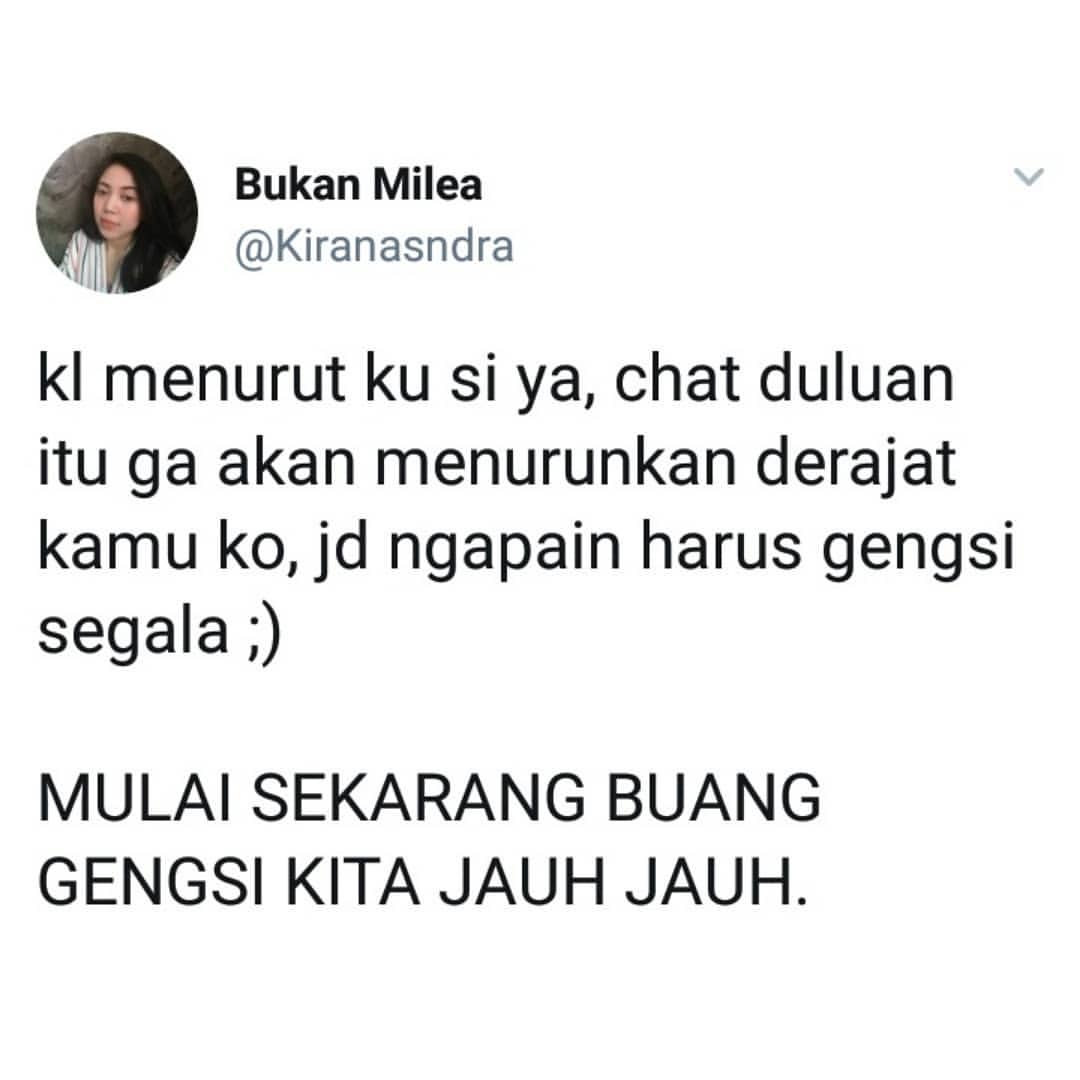 Bukan Milea
@Kiranasndra
kl menurut ku si ya, chat duluan
itu ga akan menurunkan derajat
kamu ko, jd ngapain harus gengsi
segala ;)
MULAI SEKARANG BUANG
GENGSI KITA JAUH JAUH.